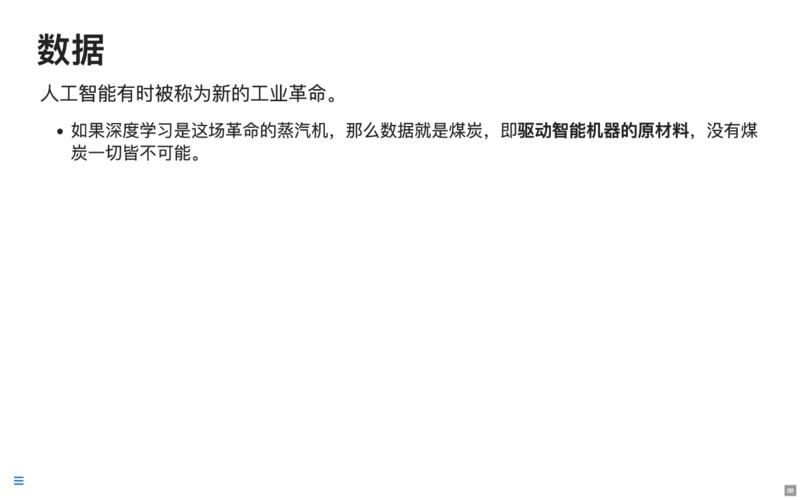 数据
人工智能有时被称为新的工业革命。
• 如果深度学习是这场革命的蒸汽机，那么数据就是煤炭，即驱动智能机器的原材料，没有煤
炭一切皆不可能。